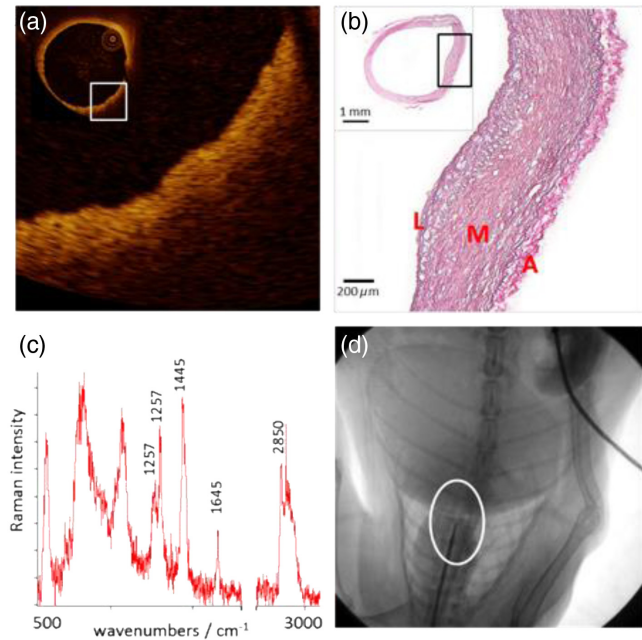 (a)
(b)
1 mm
L
M
A
200 µm
(c)
Raman intensity
1257
1257
1445
1645
2850
500
3000
wavenumbers / cm⁻¹
(d)